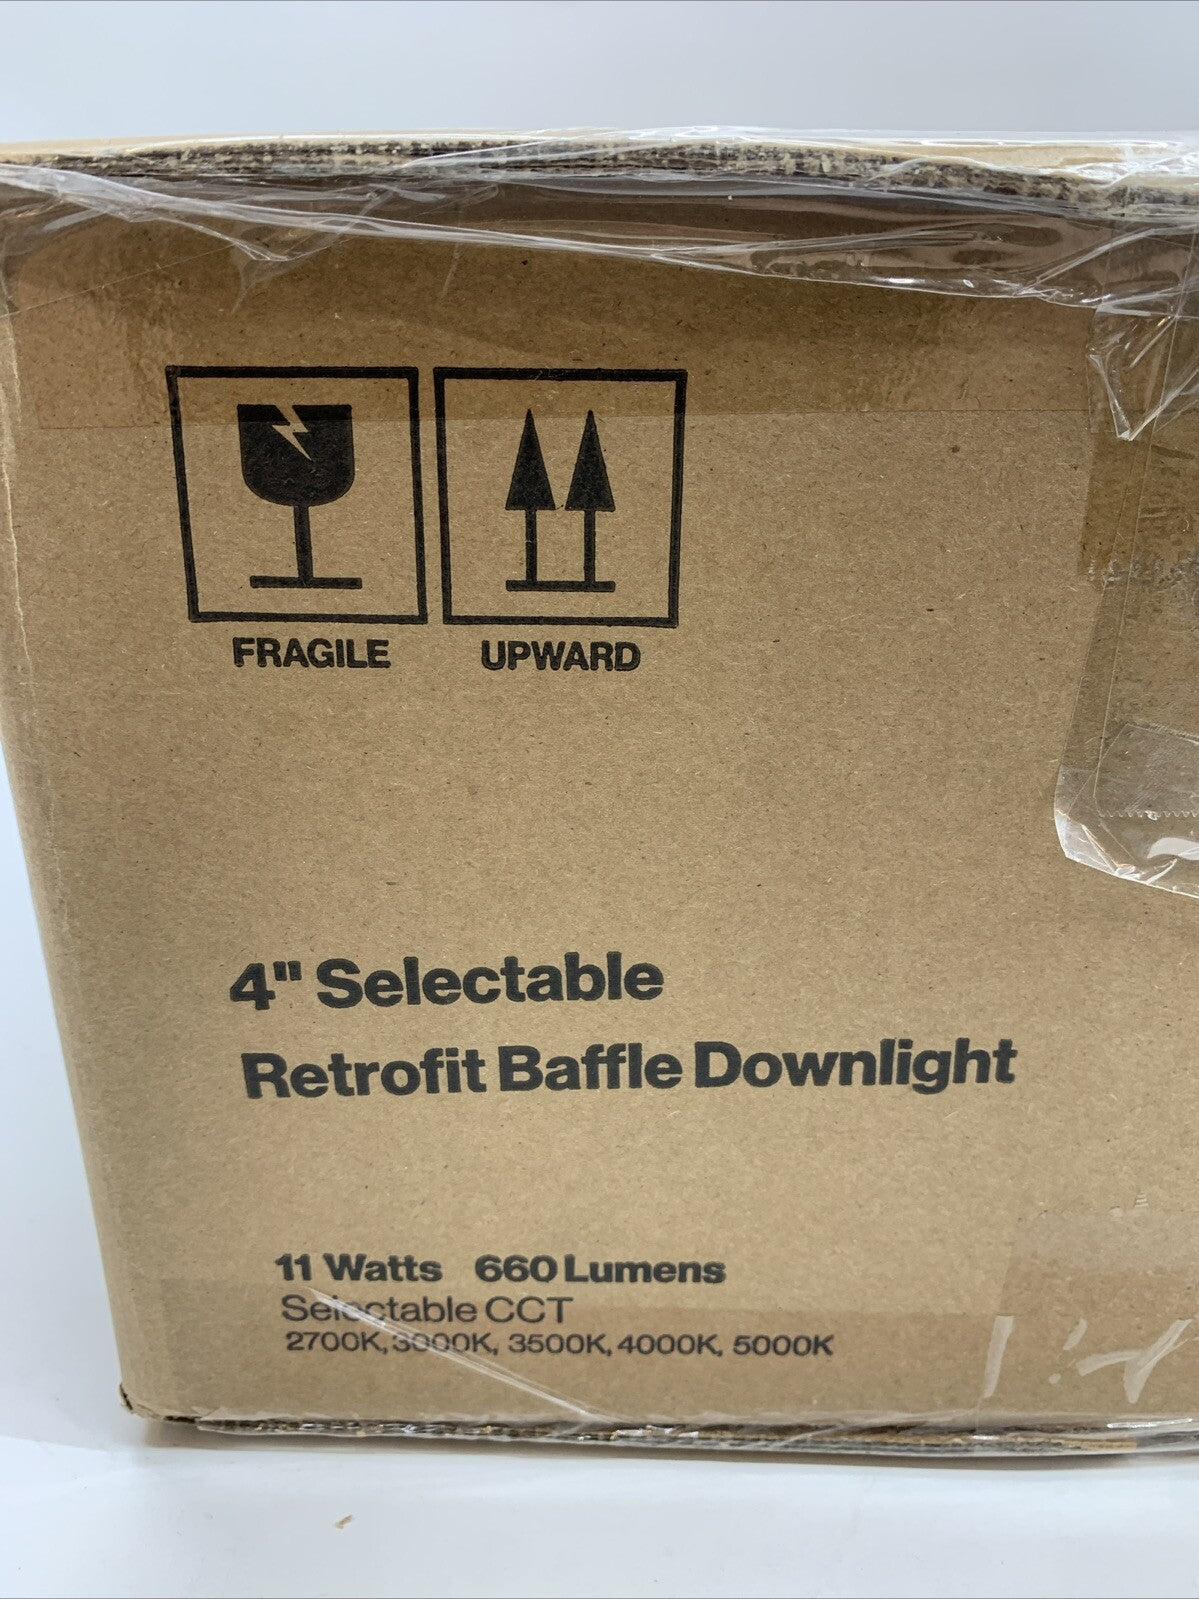 FRAGILE UPWARD
4" Selectable
Retrofit Baffle Downlight
11 Watts 660 Lumens
Selectable CCT
2700K, 3000K, 3500K, 4000K, 5000K